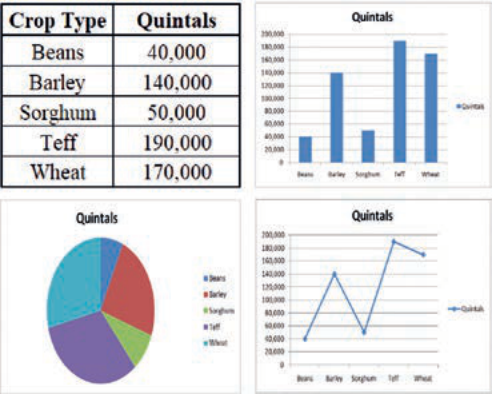 Crop Type Quintals
Beans 40,000
Barley 140,000
Sorghum 50,000
Teff 190,000
Wheat 170,000
Quintals
200,000
180,000
160,000
140,000
120,000
100,000
80,000
60,000
40,000
20,000
0
Beans Barley Sorghum Teff Wheat
Quintals
Quintals
Beans
Barley
Sorghum
Teff
Wheat
Quintals
200,000
180,000
160,000
140,000
120,000
100,000
80,000
60,000
40,000
20,000
0
Beans Barley Sorghum Teff Wheat
Quintals